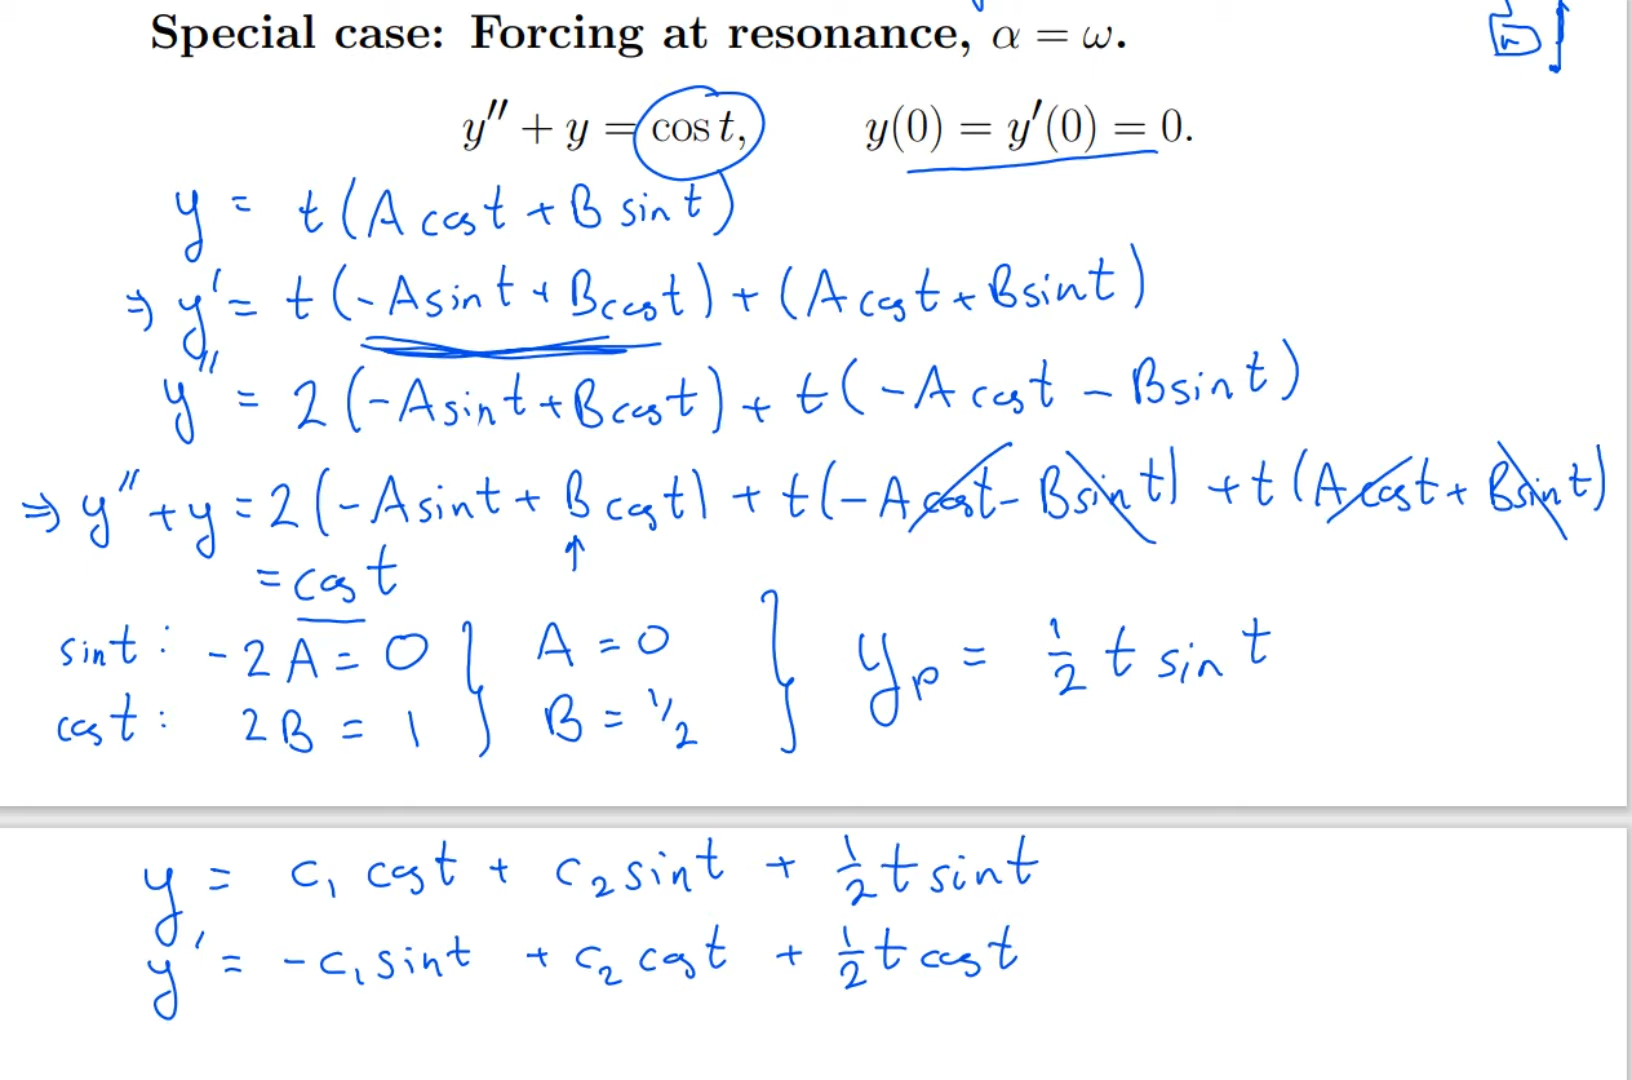 Special case: Forcing at resonance, α = ω.
y″ + y = cos t, y(0) = y′(0) = 0.
y = t(A cos t + B sin t)
⇒ y' = t(-A sin t + B cos t) + (A cos t + B sin t)
y'' = 2(-A sin t + B cos t) + t(-A cos t - B sin t)
⇒ y'' + y = 2(-A sin t + B cos t) + t(-A cos t - B sin t) + t(A cos t + B sin t)
= cos t
sin t : -2A = 0 } A = 0 } y_p = 1/2 t sin t
cos t : 2B = 1 } B = 1/2
y = c₁ cos t + c₂ sin t + 1/2 t sin t
y' = -c₁ sin t + c₂ cos t + 1/2 t cos t